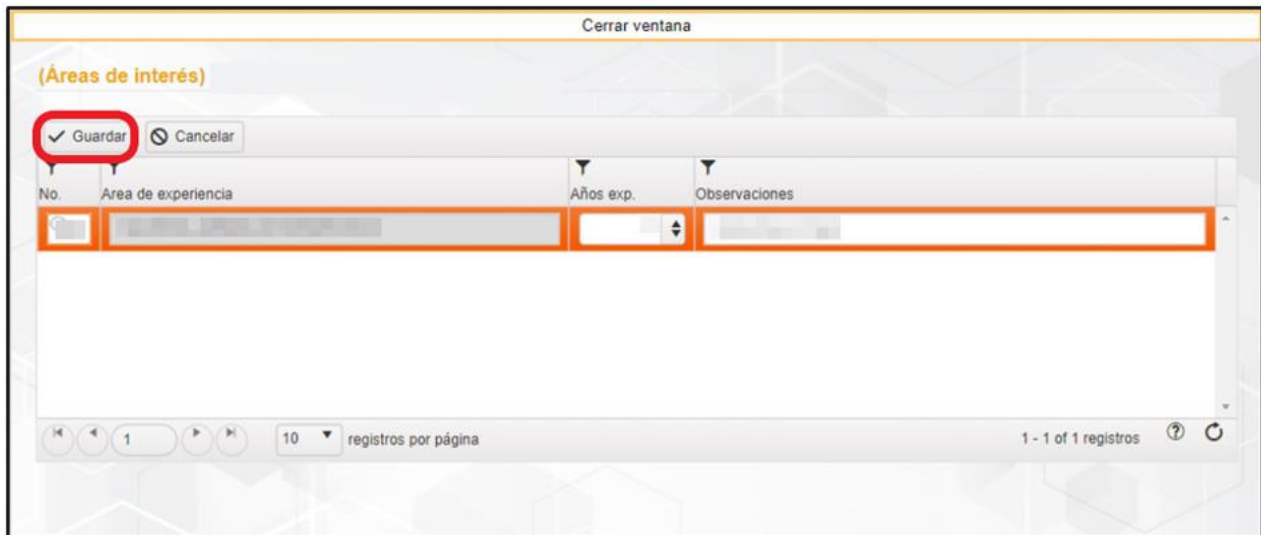 Cerrar ventana
(Áreas de interés)
Guardar Cancelar
No. Area de experiencia Años exp. Observaciones
1 10 registros por página 1 - 1 of 1 registros